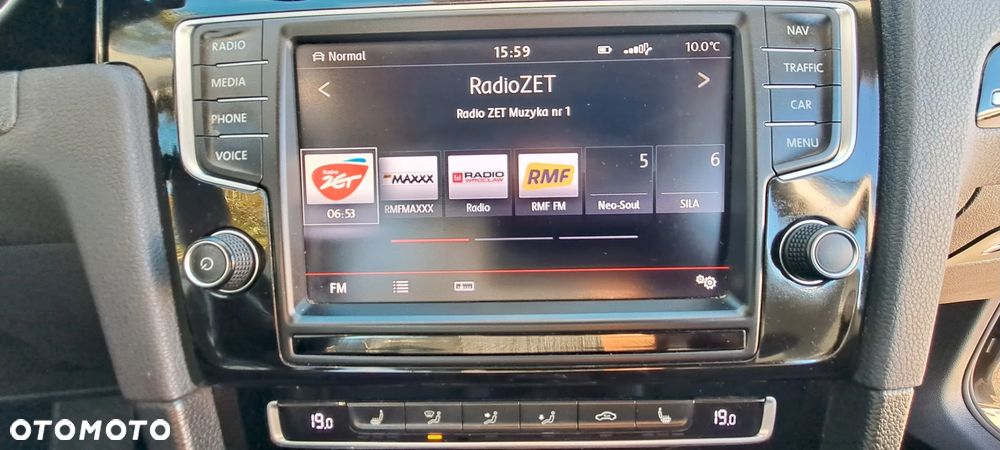 RADIO
MEDIA
PHONE
VOICE
Normal
15:59
10.0°C
<
RadioZET
>
Radio ZET Muzyka nr 1
Radio ZET
MAXXX
RADIO WROCŁAW
RMF
5
6
06:53
RMFMAXXX
Radio
RMF FM
Neo-Soul
SILA
FM
NAV
TRAFFIC
CAR
MENU
19.0
19.0
OTOMOTO